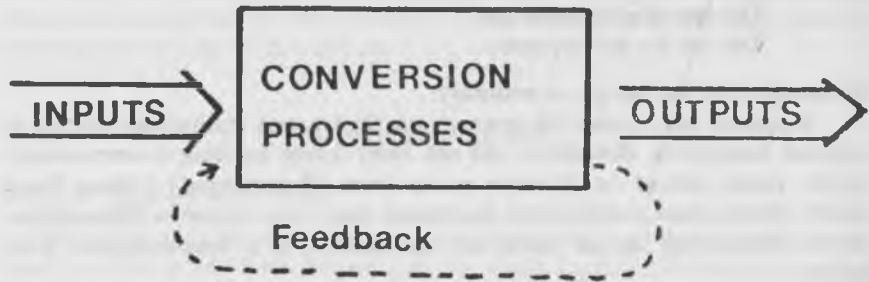 CONVERSION
PROCESSES
INPUTS
OUTPUTS
Feedback